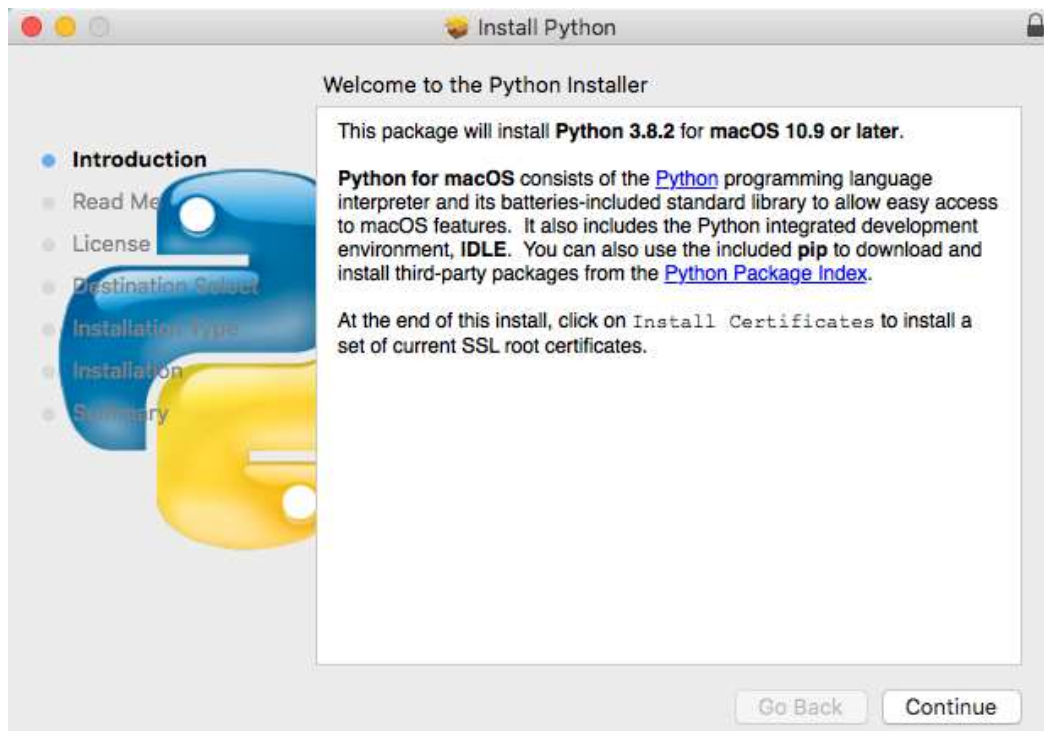 Install Python
Welcome to the Python Installer
Introduction
Read Me
License
Destination Select
Installation Type
Installation
Summary
This package will install Python 3.8.2 for macOS 10.9 or later.
Python for macOS consists of the Python programming language
interpreter and its batteries-included standard library to allow easy access
to macOS features. It also includes the Python integrated development
environment, IDLE. You can also use the included pip to download and
install third-party packages from the Python Package Index.
At the end of this install, click on Install Certificates to install a
set of current SSL root certificates.
Go Back
Continue